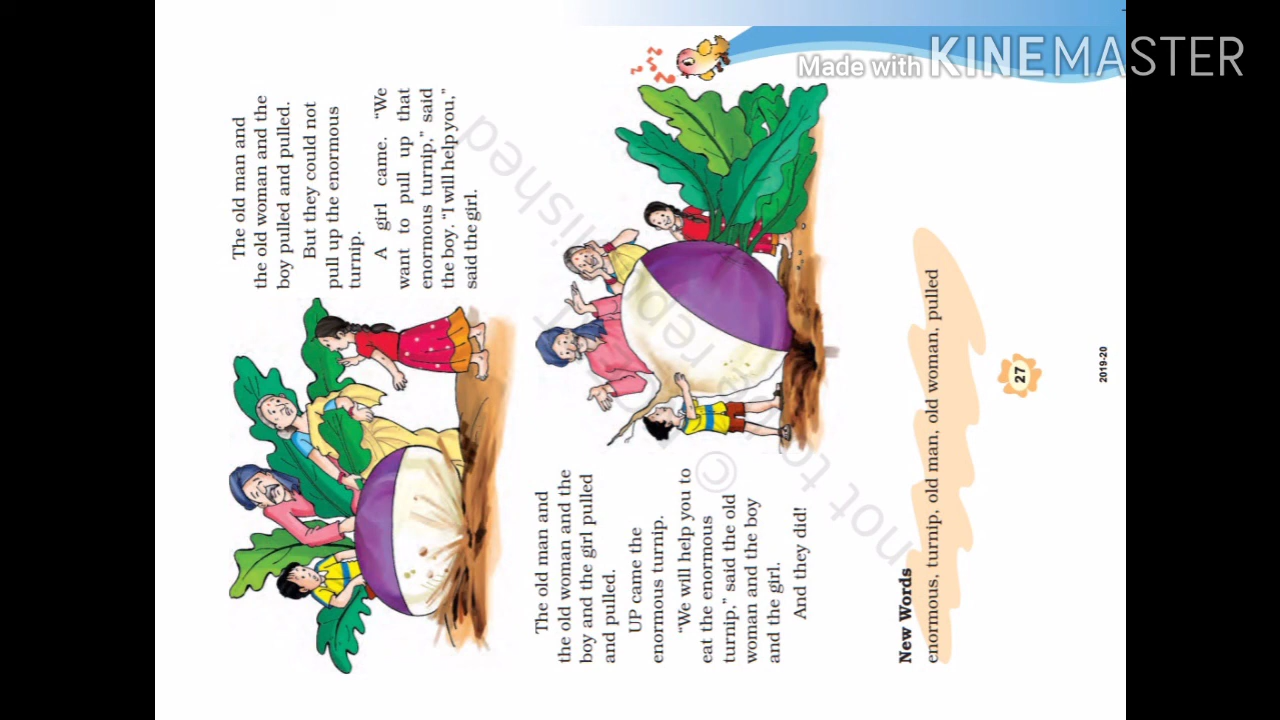 The old man and
the old woman and the
boy pulled and pulled.
But they could not
pull up the enormous
turnip.
A girl came. "We
want to pull up that
enormous turnip," said
the boy. "I will help you,"
said the girl.
The old man and
the old woman and the
boy and the girl pulled
and pulled.
UP came the
enormous turnip.
"We will help you to
eat the enormous
turnip," said the old
woman and the boy
and the girl.
And they did!
New Words
enormous, turnip, old man, old woman, pulled
27
2019-20
Made with KINEMASTER
not to